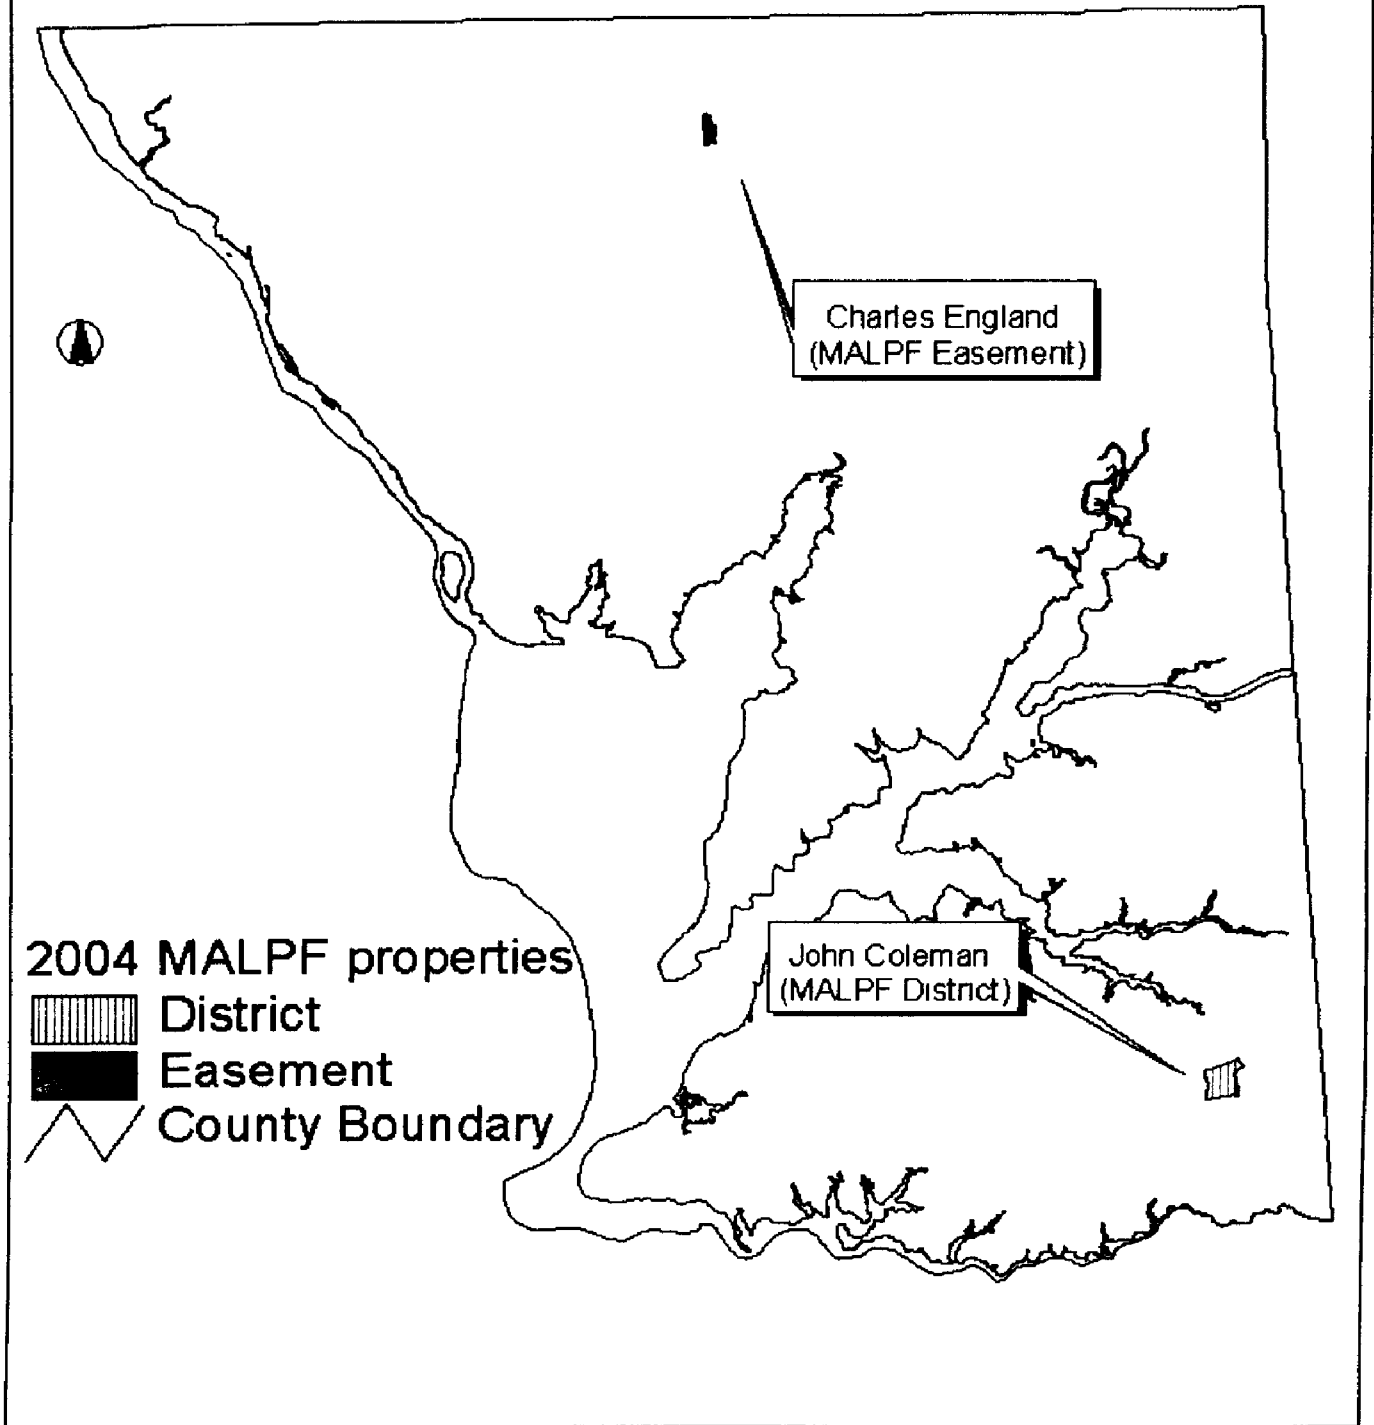 Charles England
(MALPF Easement)
John Coleman
(MALPF District)
2004 MALPF properties
District
Easement
County Boundary